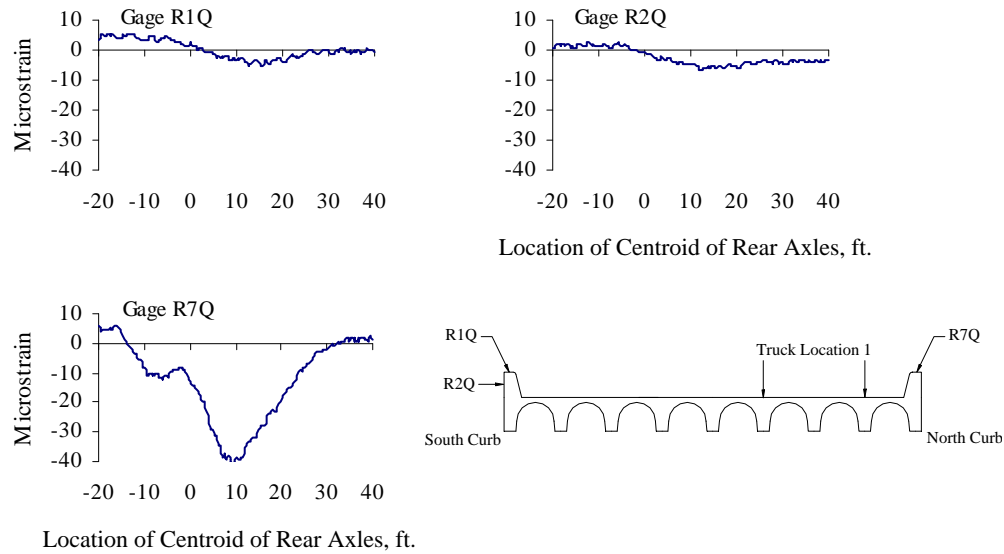 Gage R1Q
10
0
-10
-20
-30
-40
Microstrain
-20 -10 0 10 20 30 40
Gage R2Q
10
0
-10
-20
-30
-40
-20 -10 0 10 20 30 40
Location of Centroid of Rear Axles, ft.
Gage R7Q
10
0
-10
-20
-30
-40
Microstrain
-20 -10 0 10 20 30 40
Location of Centroid of Rear Axles, ft.
R1Q
Truck Location 1
R7Q
R2Q
South Curb
North Curb